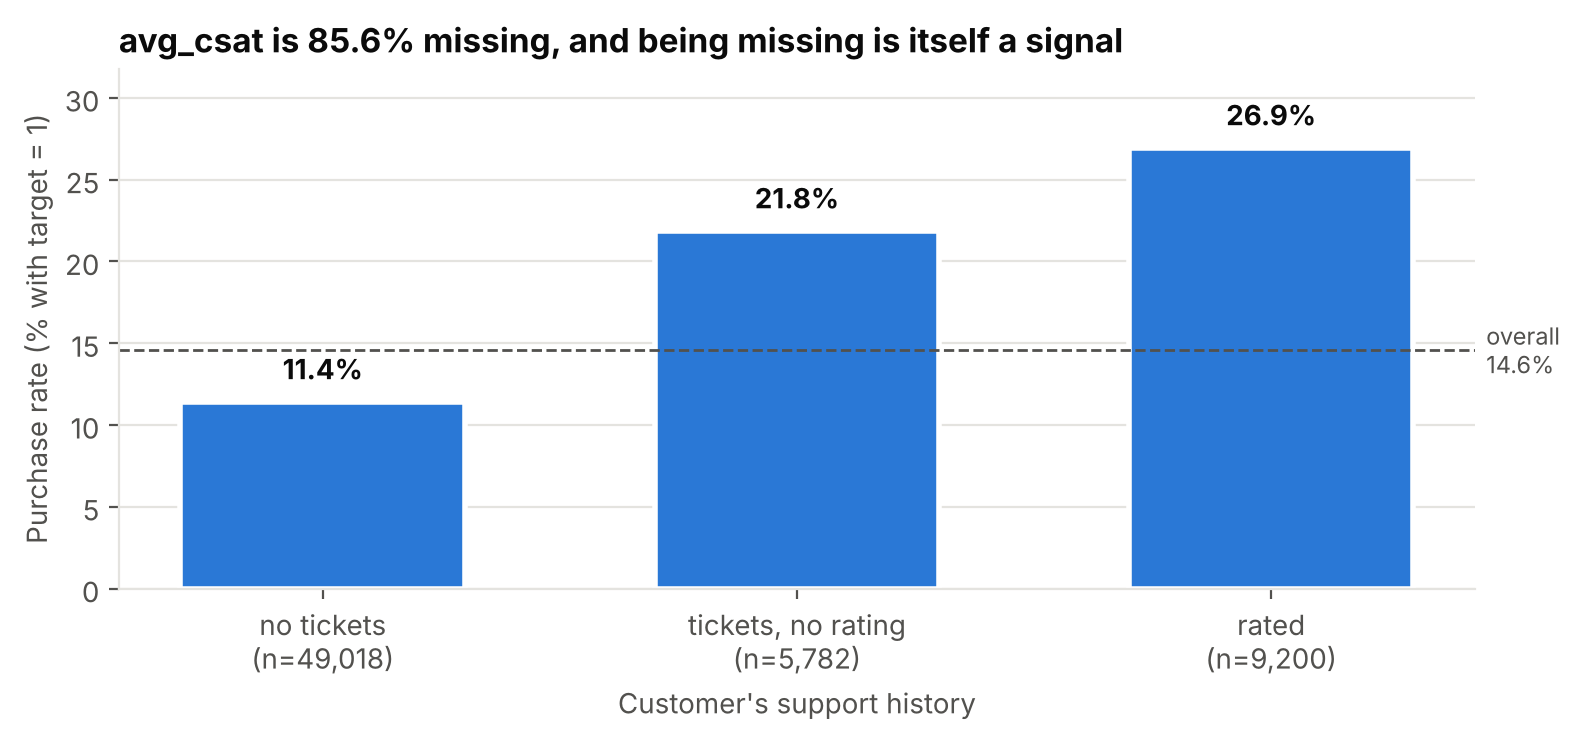 avg_csat is 85.6% missing, and being missing is itself a signal
Purchase rate (% with target = 1)
30
25
20
15
10
5
0
11.4%
21.8%
26.9%
overall
14.6%
no tickets
(n=49,018)
tickets, no rating
(n=5,782)
rated
(n=9,200)
Customer's support history